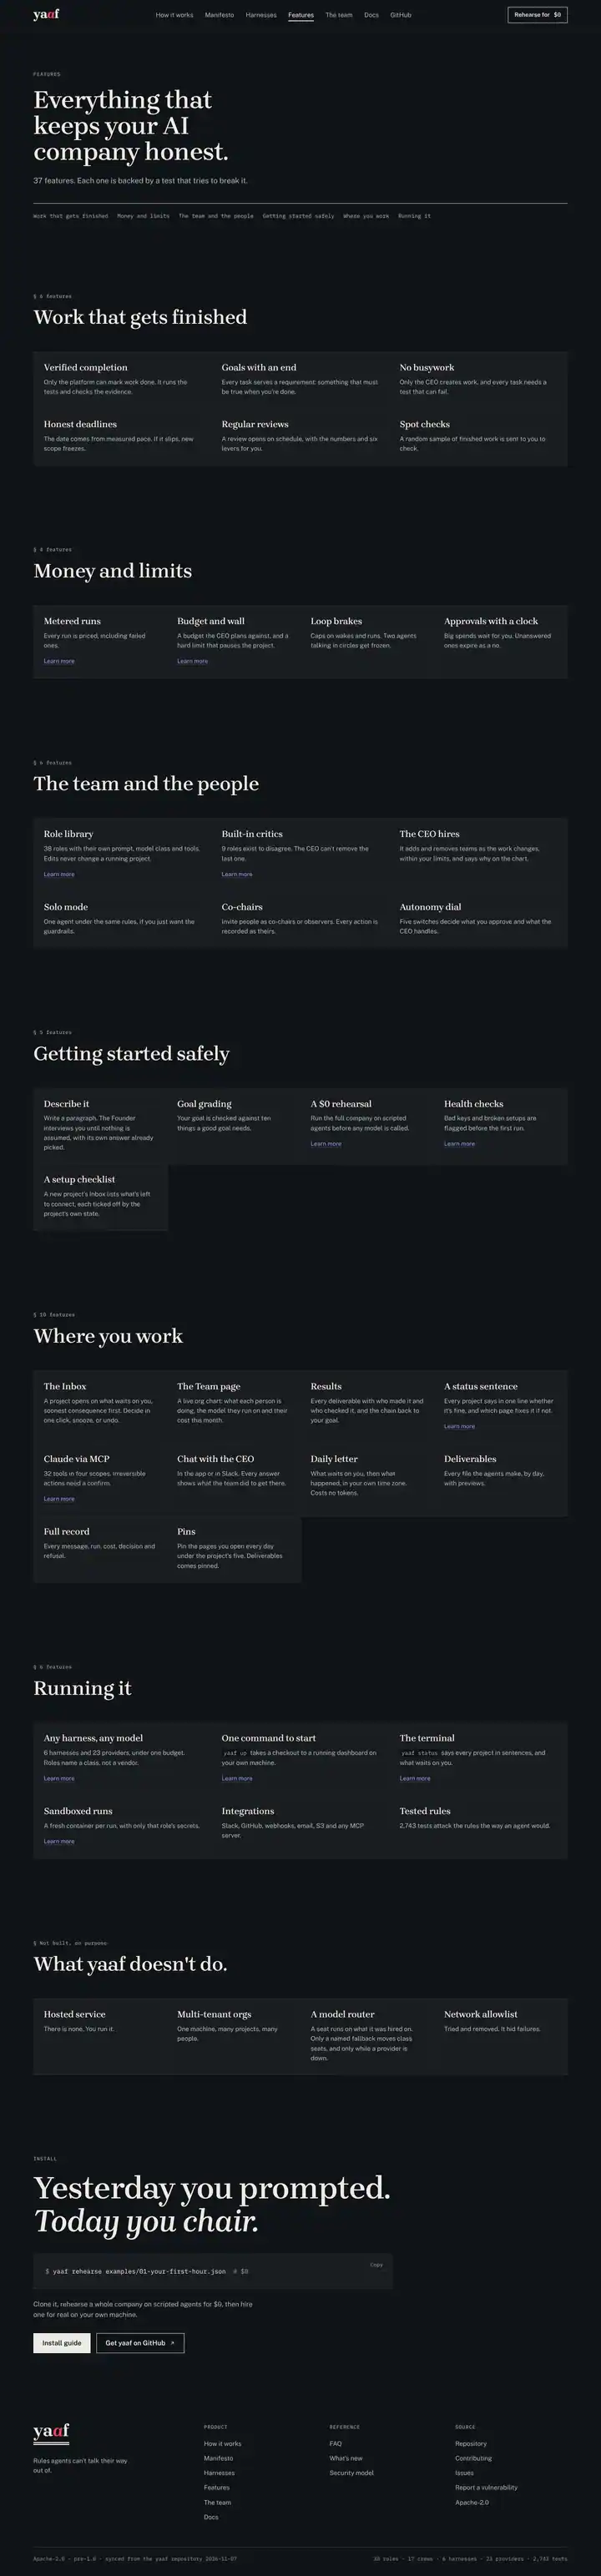 yaaf
How it works Manifesto Harnesses Features The team Docs GitHub
Rehearse for $0
FEATURES
Everything that
keeps your AI
company honest.
37 features. Each one is backed by a test that tries to break it.
Work that gets finished Money and limits The team and the people Getting started safely Where you work Running it
§ 6 features
Work that gets finished
Verified completion
Only the platform can mark work done. It runs the
tests and checks the evidence.
Goals with an end
Every task serves a requirement: something that must
be true when you're done.
No busywork
Only the CEO creates work, and every task needs a
test that can fail.
Honest deadlines
The date comes from measured pace. If it slips, new
scope freezes.
Regular reviews
A review opens on schedule, with the numbers and six
levers for you.
Spot checks
A random sample of finished work is sent to you to
check.
§ 4 features
Money and limits
Metered runs
Every run is priced, including failed
ones.
Learn more
Budget and wall
A budget the CEO plans against, and a
hard limit that pauses the project.
Learn more
Loop brakes
Caps on wakes and runs. Two agents
talking in circles get frozen.
Approvals with a clock
Big spends wait for you. Unanswered
ones expire as a no.
§ 6 features
The team and the people
Role library
38 roles with their own prompt, model class and tools.
Edits never change a running project.
Learn more
Built-in critics
9 roles exist to disagree. The CEO can't remove the
last one.
Learn more
The CEO hires
It adds and removes teams as the work changes,
within your limits, and says why on the chart.
Solo mode
One agent under the same rules, if you just want the
guardrails.
Co-chairs
Invite people as co-chairs or observers. Every action is
recorded as theirs.
Autonomy dial
Five switches decide what you approve and what the
CEO handles.
§ 5 features
Getting started safely
Describe it
Write a paragraph. The Founder
interviews you until nothing is
assumed, with its own answer already
picked.
Goal grading
Your goal is checked against ten
things a good goal needs.
A $0 rehearsal
Run the full company on scripted
agents before any model is called.
Learn more
Health checks
Bad keys and broken setups are
flagged before the first run.
Learn more
A setup checklist
A new project's Inbox lists what's left
to connect, each ticked off by the
project's own state.
§ 10 features
Where you work
The Inbox
A project opens on what waits on you,
soonest consequence first. Decide in
one click, snooze, or undo.
The Team page
A live org chart: what each person is
doing, the model they run on and their
cost this month.
Results
Every deliverable with who made it and
who checked it, and the chain back to
your goal.
A status sentence
Every project says in one line whether
it's fine, and which page fixes it if not.
Learn more
Claude via MCP
32 tools in four scopes. Irreversible
actions need a confirm.
Learn more
Chat with the CEO
In the app or in Slack. Every answer
shows what the team did to get there.
Daily letter
What waits on you, then what
happened, in your own time zone.
Costs no tokens.
Deliverables
Every file the agents make, by day,
with previews.
Full record
Every message, run, cost, decision and
refusal.
Pins
Pin the pages you open every day
under the project's five. Deliverables
comes pinned.
§ 6 features
Running it
Any harness, any model
6 harnesses and 23 providers, under one budget.
Roles name a class, not a vendor.
Learn more
One command to start
yaaf up takes a checkout to a running dashboard on
your own machine.
Learn more
The terminal
yaaf status says every project in sentences, and
what waits on you.
Learn more
Sandboxed runs
A fresh container per run, with only that role's secrets.
Learn more
Integrations
Slack, GitHub, webhooks, email, S3 and any MCP
server.
Tested rules
2,743 tests attack the rules the way an agent would.
§ Not built, on purpose
What yaaf doesn't do.
Hosted service
There is none. You run it.
Multi-tenant orgs
One machine, many projects, many
people.
A model router
A seat runs on what it was hired on.
Only a named fallback moves class
seats, and only while a provider is
down.
Network allowlist
Tried and removed. It hid failures.
INSTALL
Yesterday you prompted.
Today you chair.
$ yaaf rehearse examples/01-your-first-hour.json # $0
Copy
Clone it, rehearse a whole company on scripted agents for $0, then hire
one for real on your own machine.
Install guide
Get yaaf on GitHub ↗
yaaf
Rules agents can't talk their way
out of.
PRODUCT
How it works
Manifesto
Harnesses
Features
The team
Docs
REFERENCE
FAQ
What's new
Security model
SOURCE
Repository
Contributing
Issues
Report a vulnerability
Apache-2.0
Apache-2.0 · pre-1.0 · synced from the yaaf repository
38 roles · 17 crews · 6 harnesses · 23 providers · 2,743 tests